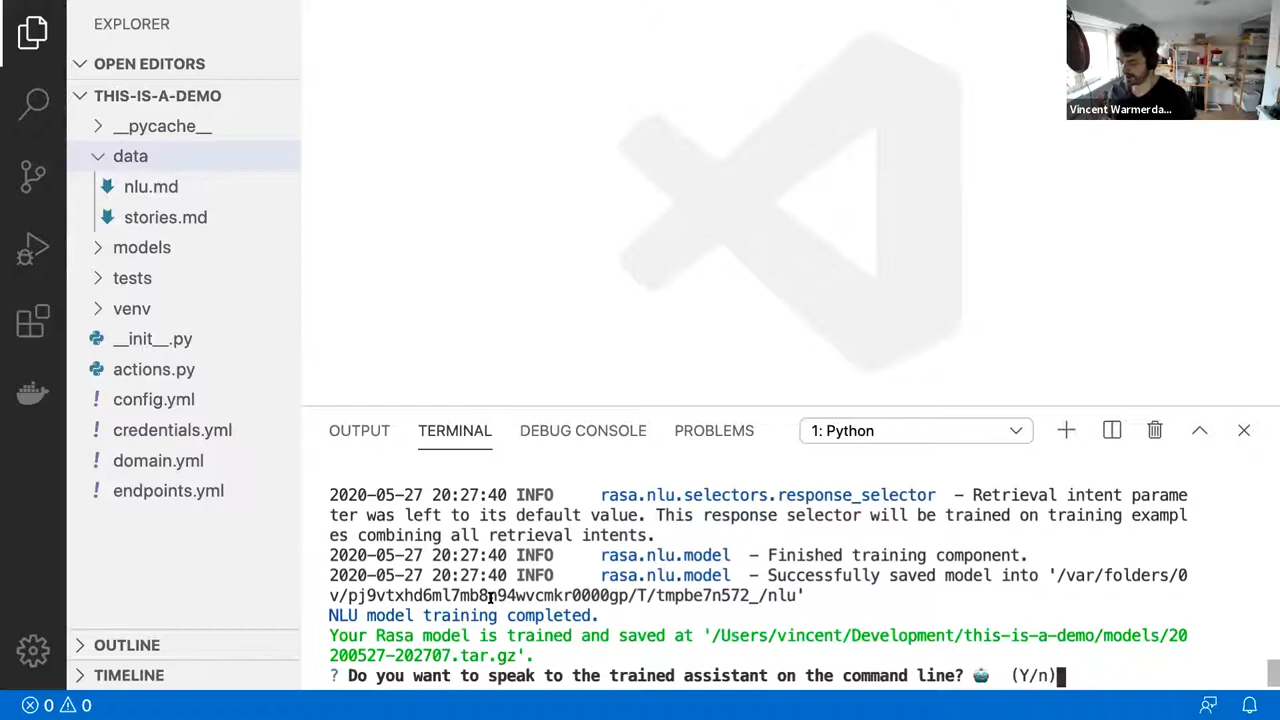 EXPLORER
OPEN EDITORS
THIS-IS-A-DEMO
__pycache__
data
nlu.md
stories.md
models
tests
venv
__init__.py
actions.py
! config.yml
! credentials.yml
! domain.yml
! endpoints.yml
OUTLINE
TIMELINE
Vincent Warmerda...
OUTPUT TERMINAL DEBUG CONSOLE PROBLEMS 1: Python
2020-05-27 20:27:40 INFO rasa.nlu.selectors.response_selector - Retrieval intent parame
ter was left to its default value. This response selector will be trained on training exampl
es combining all retrieval intents.
2020-05-27 20:27:40 INFO rasa.nlu.model - Finished training component.
2020-05-27 20:27:40 INFO rasa.nlu.model - Successfully saved model into '/var/folders/0
v/pj9vtxhd6ml7mb8n94wvcmkr0000gp/T/tmpbe7n572_/nlu'
NLU model training completed.
Your Rasa model is trained and saved at '/Users/vincent/Development/this-is-a-demo/models/20
200527-202707.tar.gz'.
? Do you want to speak to the trained assistant on the command line? 🤖 (Y/n)
0 0